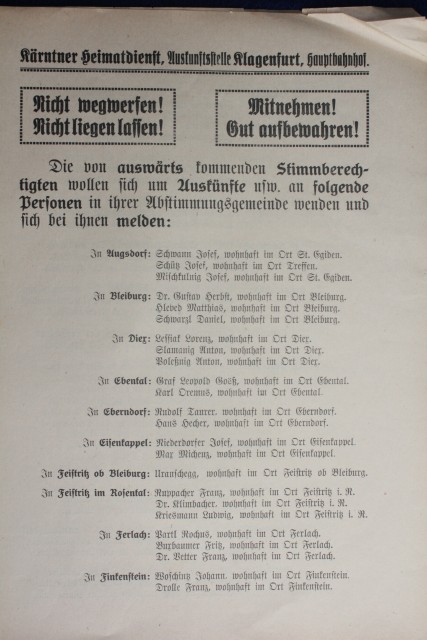 Kärntner Heimatdienst, Auskunftsstelle Klagenfurt, Hauptbahnhof.
Nicht wegwerfen!
Nicht liegen lassen!
Mitnehmen!
Gut aufbewahren!
Die von auswärts kommenden Stimmberech-
tigten wollen sich um Auskünfte usw. an folgende
Personen in ihrer Abstimmungsgemeinde wenden und
sich bei ihnen melden:
In Augsdorf: Schwann Josef, wohnhaft im Ort St. Egiden.
Schütz Josef, wohnhaft im Ort Treffen.
Mischkulnig Josef, wohnhaft im Ort St. Egiden.
In Bleiburg: Dr. Gustav Herbst, wohnhaft im Ort Bleiburg.
Hleved Matthias, wohnhaft im Ort Bleiburg.
Schwarzl Daniel, wohnhaft im Ort Bleiburg.
In Diex: Lessiak Lorenz, wohnhaft im Ort Diex.
Slamanig Anton, wohnhaft im Ort Diex.
Anton, wohnhaft im Ort Diex.
In Ebental: Graf Leopold Goëß, wohnhaft im Ort Ebental.
Karl Oremus, wohnhaft im Ort Ebental.
In Eberndorf: Rudolf wohnhaft im Ort Eberndorf.
Hans Hecher, wohnhaft im Ort Eberndorf.
In Eisenkappel: Niederdorfer Josef, wohnhaft im Ort Eisenkappel.
Max wohnhaft im Ort Eisenkappel.
In Feistritz ob Bleiburg: Uranschegg, wohnhaft im Ort Feistritz ob Bleiburg.
In Feistritz im Rosental: Ruppacher Franz, wohnhaft im Ort Feistritz i. R.
Dr. Klimbacher, wohnhaft im Ort Feistritz i. R.
Kriesmann Ludwig, wohnhaft im Ort Feistritz i. R.
In Ferlach: Partl Rochus, wohnhaft im Ort Ferlach.
Buxbaumer Fritz, wohnhaft im Ort Ferlach.
Dr. Vetter Franz, wohnhaft im Ort Ferlach.
In Finkenstein: Woschitz Johann, wohnhaft im Ort Finkenstein.
Drolle Franz, wohnhaft im Ort Finkenstein.